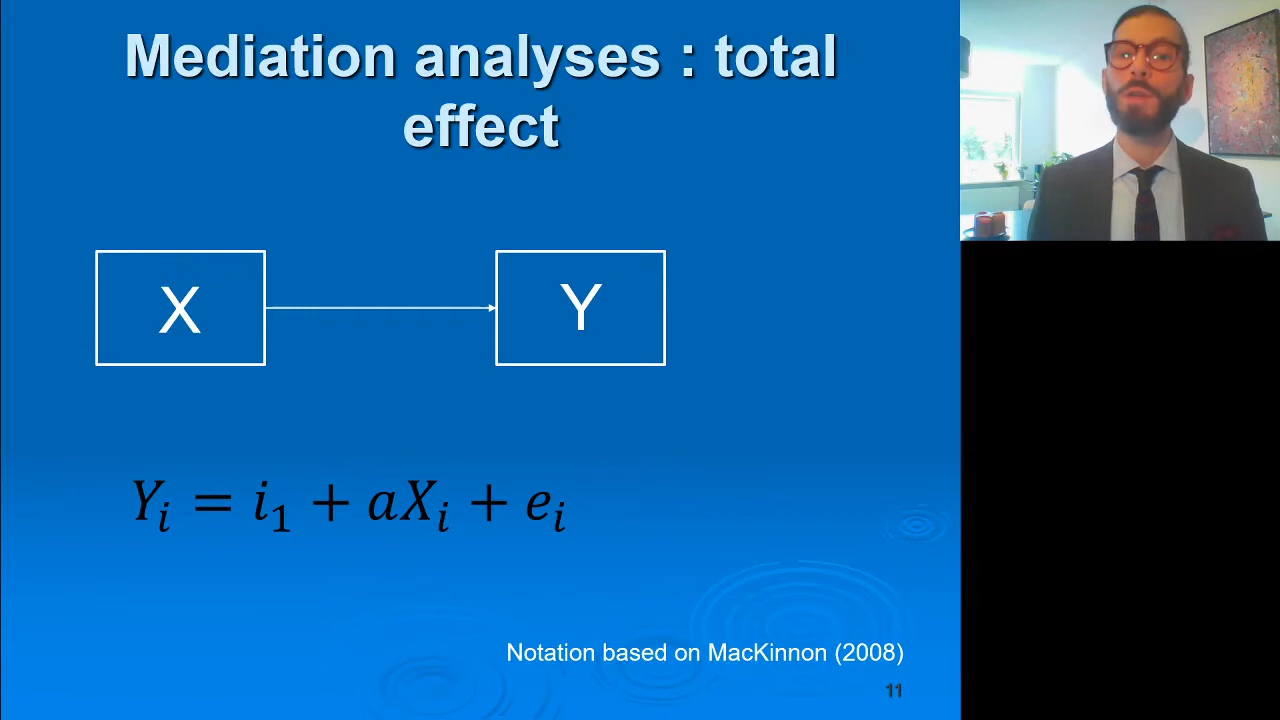 Mediation analyses : total
effect
X
Y
Yᵢ = i₁ + aXᵢ + eᵢ
Notation based on MacKinnon (2008)
11